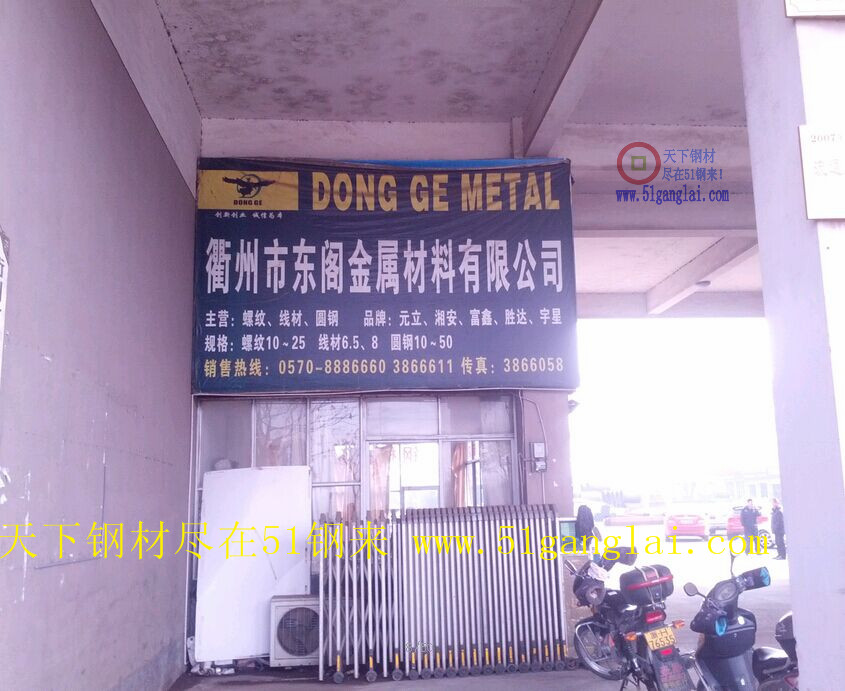 天下钢材
尽在51钢来!
www.51ganglai.com
2007
DONG GE
创新创业 诚信为本
DONG GE METAL
衢州市东阁金属材料有限公司
主营：螺纹、线材、圆钢 品牌：元立、湘安、富鑫、胜达、宇星
规格：螺纹10~25 线材6.5、8 圆钢10~50
销售热线：0570-8886660 3866611 传真：3866058
天下钢材尽在51钢来 www.51ganglai.com
76535